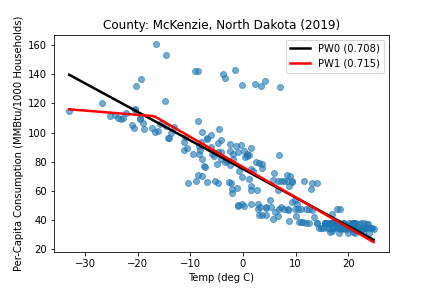 County: McKenzie, North Dakota (2019)
PW0 (0.708)
PW1 (0.715)
Per-Capita Consumption (MMBtu/1000 Households)
160
140
120
100
80
60
40
20
−30 −20 −10 0 10 20
Temp (deg C)